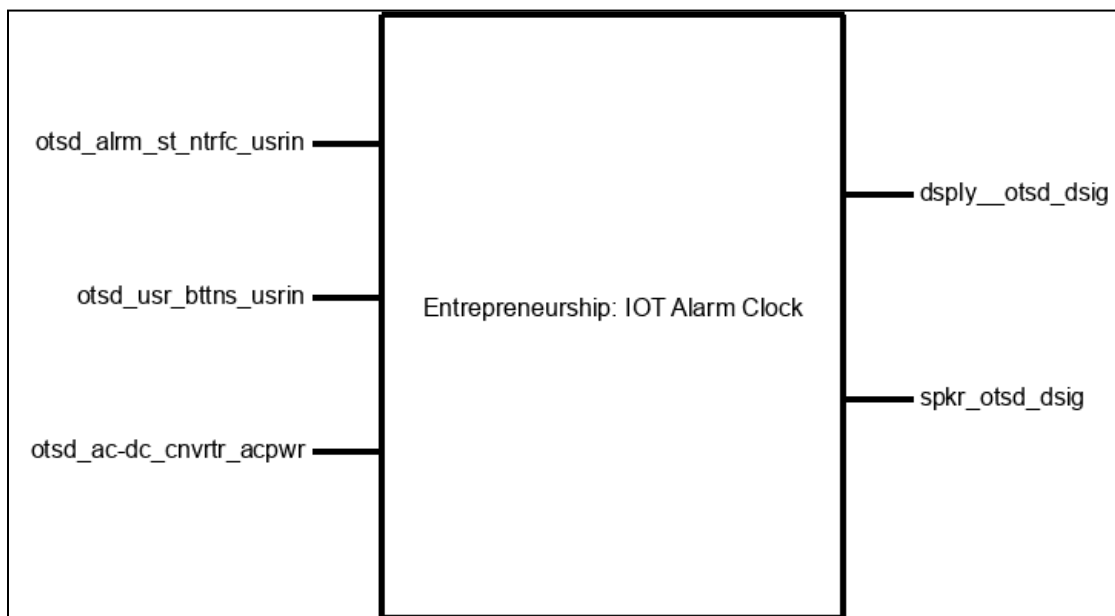 otsd_alrm_st_ntrfc_usrin
otsd_usr_bttns_usrin
otsd_ac-dc_cnvrtr_acpwr
Entrepreneurship: IOT Alarm Clock
dsply__otsd_dsig
spkr_otsd_dsig